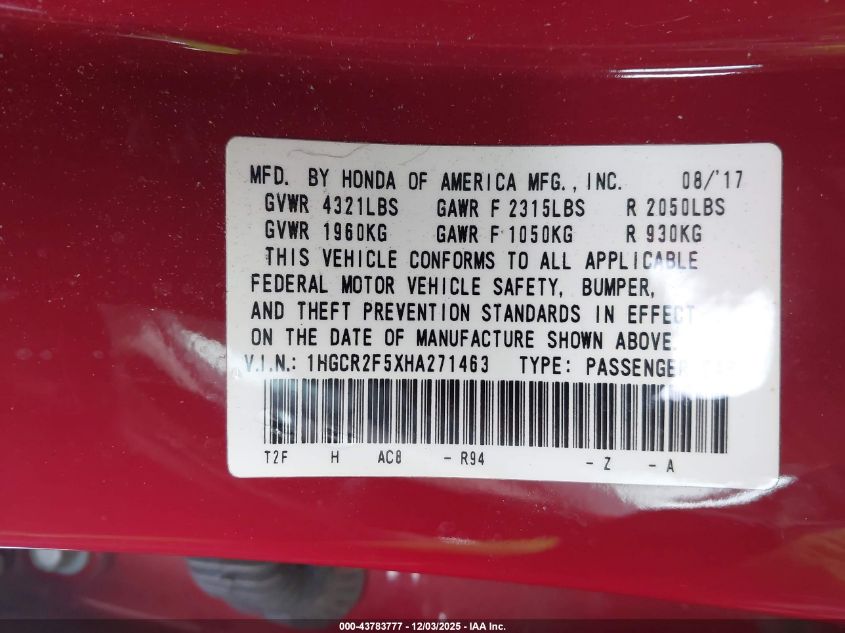 MFD. BY HONDA OF AMERICA MFG., INC. 08/'17
GVWR 4321LBS GAWR F 2315LBS R 2050LBS
GVWR 1960KG GAWR F 1050KG R 930KG
THIS VEHICLE CONFORMS TO ALL APPLICABLE
FEDERAL MOTOR VEHICLE SAFETY, BUMPER,
AND THEFT PREVENTION STANDARDS IN EFFECT
ON THE DATE OF MANUFACTURE SHOWN ABOVE.
V.I.N.: 1HGCR2F5XHA271463 TYPE: PASSENGER CAR
T2F H AC8 - R94 - Z - A
000-43783777 - 12/03/2025 - IAA Inc.